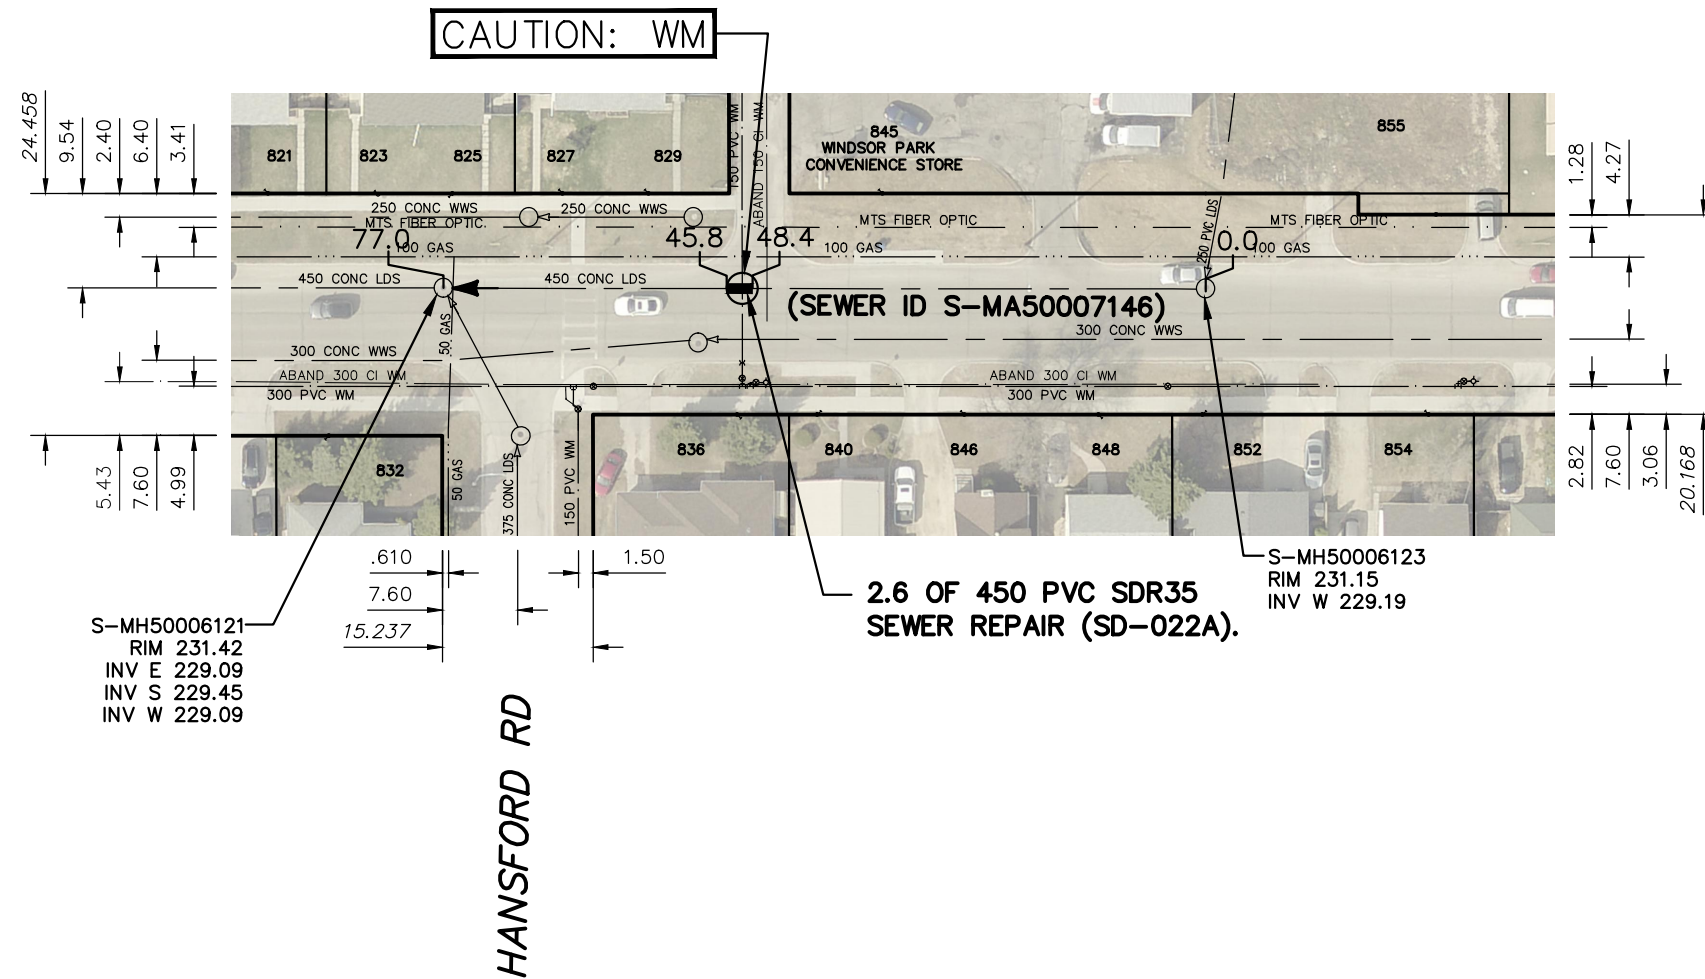 CAUTION: WM
24.458
9.54
2.40
6.40
3.41
1.28
4.27
821
823
825
827
829
150 PVC WM
ABAND 150 CI WM
845
WINDSOR PARK
CONVENIENCE STORE
855
250 CONC WWS
250 CONC WWS
MTS FIBER OPTIC
MTS FIBER OPTIC
MTS FIBER OPTIC
77.0
100 GAS
45.8
48.4
100 GAS
250 PVC LDS
0.0
100 GAS
450 CONC LDS
450 CONC LDS
(SEWER ID S-MA50007146)
300 CONC WWS
50 GAS
300 CONC WWS
ABAND 300 CI WM
300 PVC WM
ABAND 300 CI WM
300 PVC WM
832
50 GAS
375 CONC LDS
150 PVC WM
836
840
846
848
852
854
5.43
7.60
4.99
2.82
7.60
3.06
20.168
.610
1.50
7.60
15.237
S-MH50006121
RIM 231.42
INV E 229.09
INV S 229.45
INV W 229.09
2.6 OF 450 PVC SDR35
SEWER REPAIR (SD-022A).
S-MH50006123
RIM 231.15
INV W 229.19
HANSFORD RD